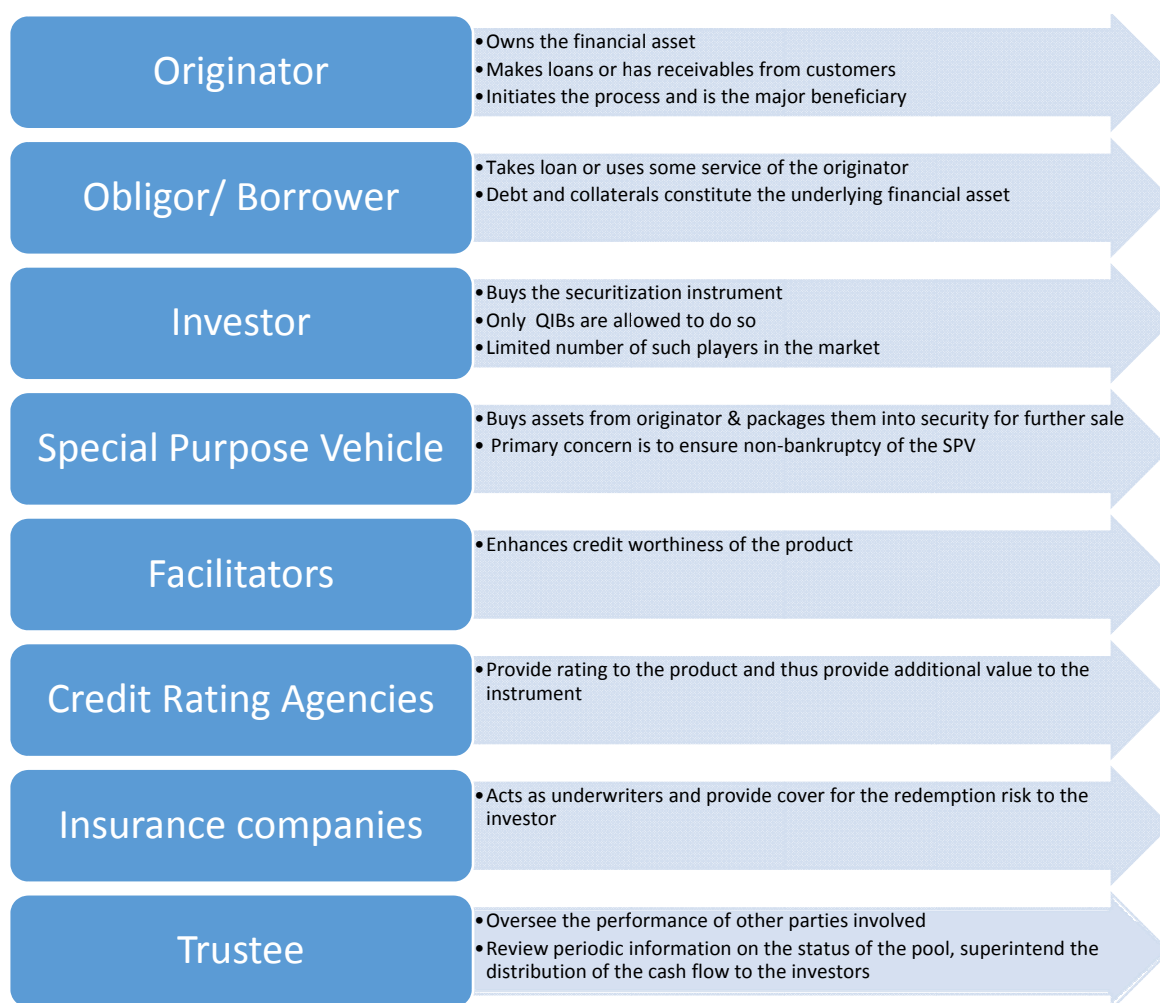 Originator
•Owns the financial asset
•Makes loans or has receivables from customers
•Initiates the process and is the major beneficiary
Obligor/ Borrower
•Takes loan or uses some service of the originator
•Debt and collaterals constitute the underlying financial asset
Investor
•Buys the securitization instrument
•Only QIBs are allowed to do so
•Limited number of such players in the market
Special Purpose Vehicle
•Buys assets from originator & packages them into security for further sale
• Primary concern is to ensure non-bankruptcy of the SPV
Facilitators
•Enhances credit worthiness of the product
Credit Rating Agencies
•Provide rating to the product and thus provide additional value to the
instrument
Insurance companies
•Acts as underwriters and provide cover for the redemption risk to the
investor
Trustee
•Oversee the performance of other parties involved
•Review periodic information on the status of the pool, superintend the
distribution of the cash flow to the investors